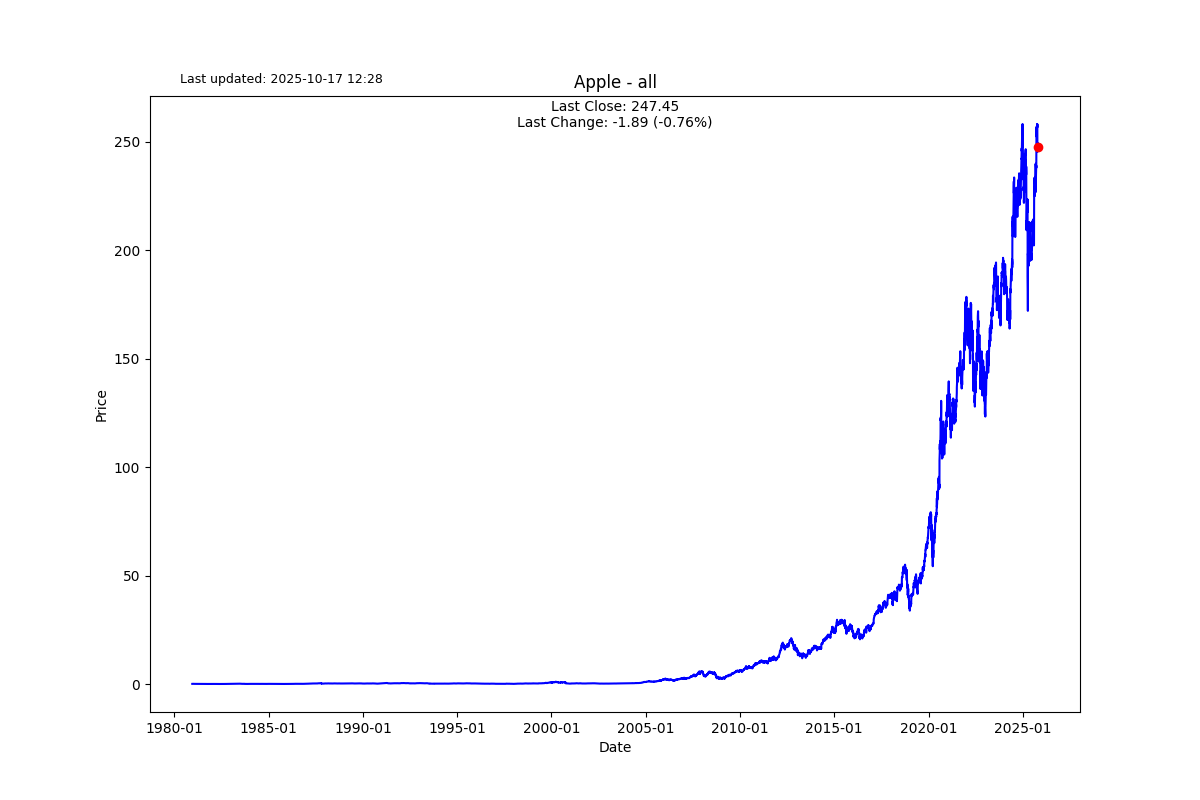 Last updated: 2025-10-17 12:28
Apple - all
Last Close: 247.45
Last Change: -1.89 (-0.76%)
250
200
150
100
50
0
Price
1980-01 1985-01 1990-01 1995-01 2000-01 2005-01 2010-01 2015-01 2020-01 2025-01
Date